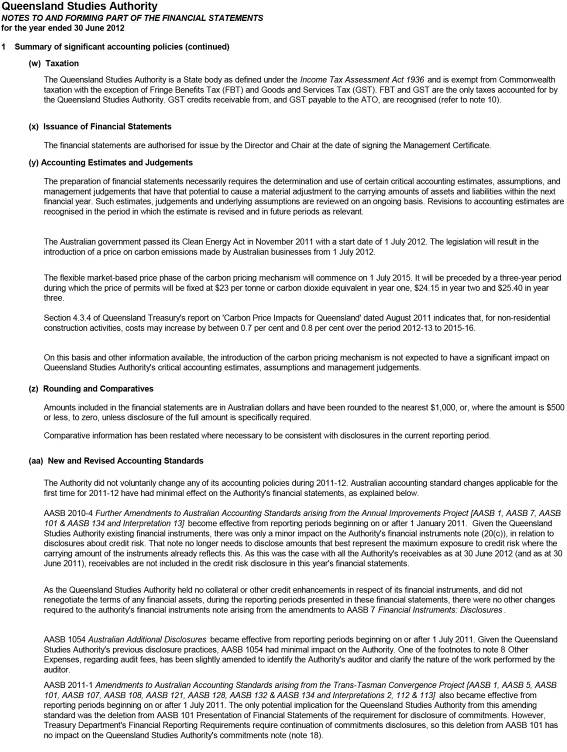 Queensland Studies Authority
NOTES TO AND FORMING PART OF THE FINANCIAL STATEMENTS
for the year ended 30 June 2012
1 Summary of significant accounting policies (continued)
(w) Taxation
The Queensland Studies Authority is a State body as defined under the Income Tax Assessment Act 1936 and is exempt from Commonwealth
taxation with the exception of Fringe Benefits Tax (FBT) and Goods and Services Tax (GST). FBT and GST are the only taxes accounted for by
the Queensland Studies Authority. GST credits receivable from, and GST payable to the ATO, are recognised (refer to note 10).
(x) Issuance of Financial Statements
The financial statements are authorised for issue by the Director and Chair at the date of signing the Management Certificate.
(y) Accounting Estimates and Judgements
The preparation of financial statements necessarily requires the determination and use of certain critical accounting estimates, assumptions, and
management judgements that have that potential to cause a material adjustment to the carrying amounts of assets and liabilities within the next
financial year. Such estimates, judgements and underlying assumptions are reviewed on an ongoing basis. Revisions to accounting estimates are
recognised in the period in which the estimate is revised and in future periods as relevant.
The Australian government passed its Clean Energy Act in November 2011 with a start date of 1 July 2012. The legislation will result in the
introduction of a price on carbon emissions made by Australian businesses from 1 July 2012.
The flexible market-based price phase of the carbon pricing mechanism will commence on 1 July 2015. It will be preceded by a three-year period
during which the price of permits will be fixed at $23 per tonne or carbon dioxide equivalent in year one, $24.15 in year two and $25.40 in year
three.
Section 4.3.4 of Queensland Treasury's report on 'Carbon Price Impacts for Queensland' dated August 2011 indicates that, for non-residential
construction activities, costs may increase by between 0.7 per cent and 0.8 per cent over the period 2012-13 to 2015-16.
On this basis and other information available, the introduction of the carbon pricing mechanism is not expected to have a significant impact on
Queensland Studies Authority's critical accounting estimates, assumptions and management judgements.
(z) Rounding and Comparatives
Amounts included in the financial statements are in Australian dollars and have been rounded to the nearest $1,000, or, where the amount is $500
or less, to zero, unless disclosure of the full amount is specifically required.
Comparative information has been restated where necessary to be consistent with disclosures in the current reporting period.
(aa) New and Revised Accounting Standards
The Authority did not voluntarily change any of its accounting policies during 2011-12. Australian accounting standard changes applicable for the
first time for 2011-12 have had minimal effect on the Authority's financial statements, as explained below.
AASB 2010-4 Further Amendments to Australian Accounting Standards arising from the Annual Improvements Project [AASB 1, AASB 7, AASB
101 & AASB 134 and Interpretation 13] become effective from reporting periods beginning on or after 1 January 2011. Given the Queensland
Studies Authority existing financial instruments, there was only a minor impact on the Authority's financial instruments note (20(c)), in relation to
disclosures about credit risk. That note no longer needs to disclose amounts that best represent the maximum exposure to credit risk where the
carrying amount of the instruments already reflects this. As this was the case with all the Authority's receivables as at 30 June 2012 (and as at 30
June 2011), receivables are not included in the credit risk disclosure in this year's financial statements.
As the Queensland Studies Authority held no collateral or other credit enhancements in respect of its financial instruments, and did not
renegotiate the terms of any financial assets, during the reporting periods presented in these financial statements, there were no other changes
required to the authority's financial instruments note arising from the amendments to AASB 7 Financial Instruments: Disclosures .
AASB 1054 Australian Additional Disclosures became effective from reporting periods beginning on or after 1 July 2011. Given the Queensland
Studies Authority's previous disclosure practices, AASB 1054 had minimal impact on the Authority. One of the footnotes to note 8 Other
Expenses, regarding audit fees, has been slightly amended to identify the Authority's auditor and clarify the nature of the work performed by the
auditor.
AASB 2011-1 Amendments to Australian Accounting Standards arising from the Trans-Tasman Convergence Project [AASB 1, AASB 5, AASB
101, AASB 107, AASB 108, AASB 121, AASB 128, AASB 132 & AASB 134 and Interpretations 2, 112 & 113] also became effective from
reporting periods beginning on or after 1 July 2011. The only potential implication for the Queensland Studies Authority from this amending
standard was the deletion from AASB 101 Presentation of Financial Statements of the requirement for disclosure of commitments. However,
Treasury Department's Financial Reporting Requirements require continuation of commitments disclosures, so this deletion from AASB 101 has
no impact on the Queensland Studies Authority's commitments note (note 18).